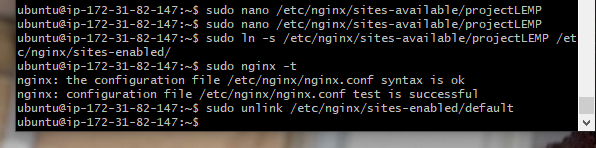 ubuntu@ip-172-31-82-147:~$ sudo nano /etc/nginx/sites-available/projectLEMP
ubuntu@ip-172-31-82-147:~$ sudo nano /etc/nginx/sites-available/projectLEMP
ubuntu@ip-172-31-82-147:~$ sudo ln -s /etc/nginx/sites-available/projectLEMP /et
c/nginx/sites-enabled/
ubuntu@ip-172-31-82-147:~$ sudo nginx -t
nginx: the configuration file /etc/nginx/nginx.conf syntax is ok
nginx: configuration file /etc/nginx/nginx.conf test is successful
ubuntu@ip-172-31-82-147:~$ sudo unlink /etc/nginx/sites-enabled/default
ubuntu@ip-172-31-82-147:~$